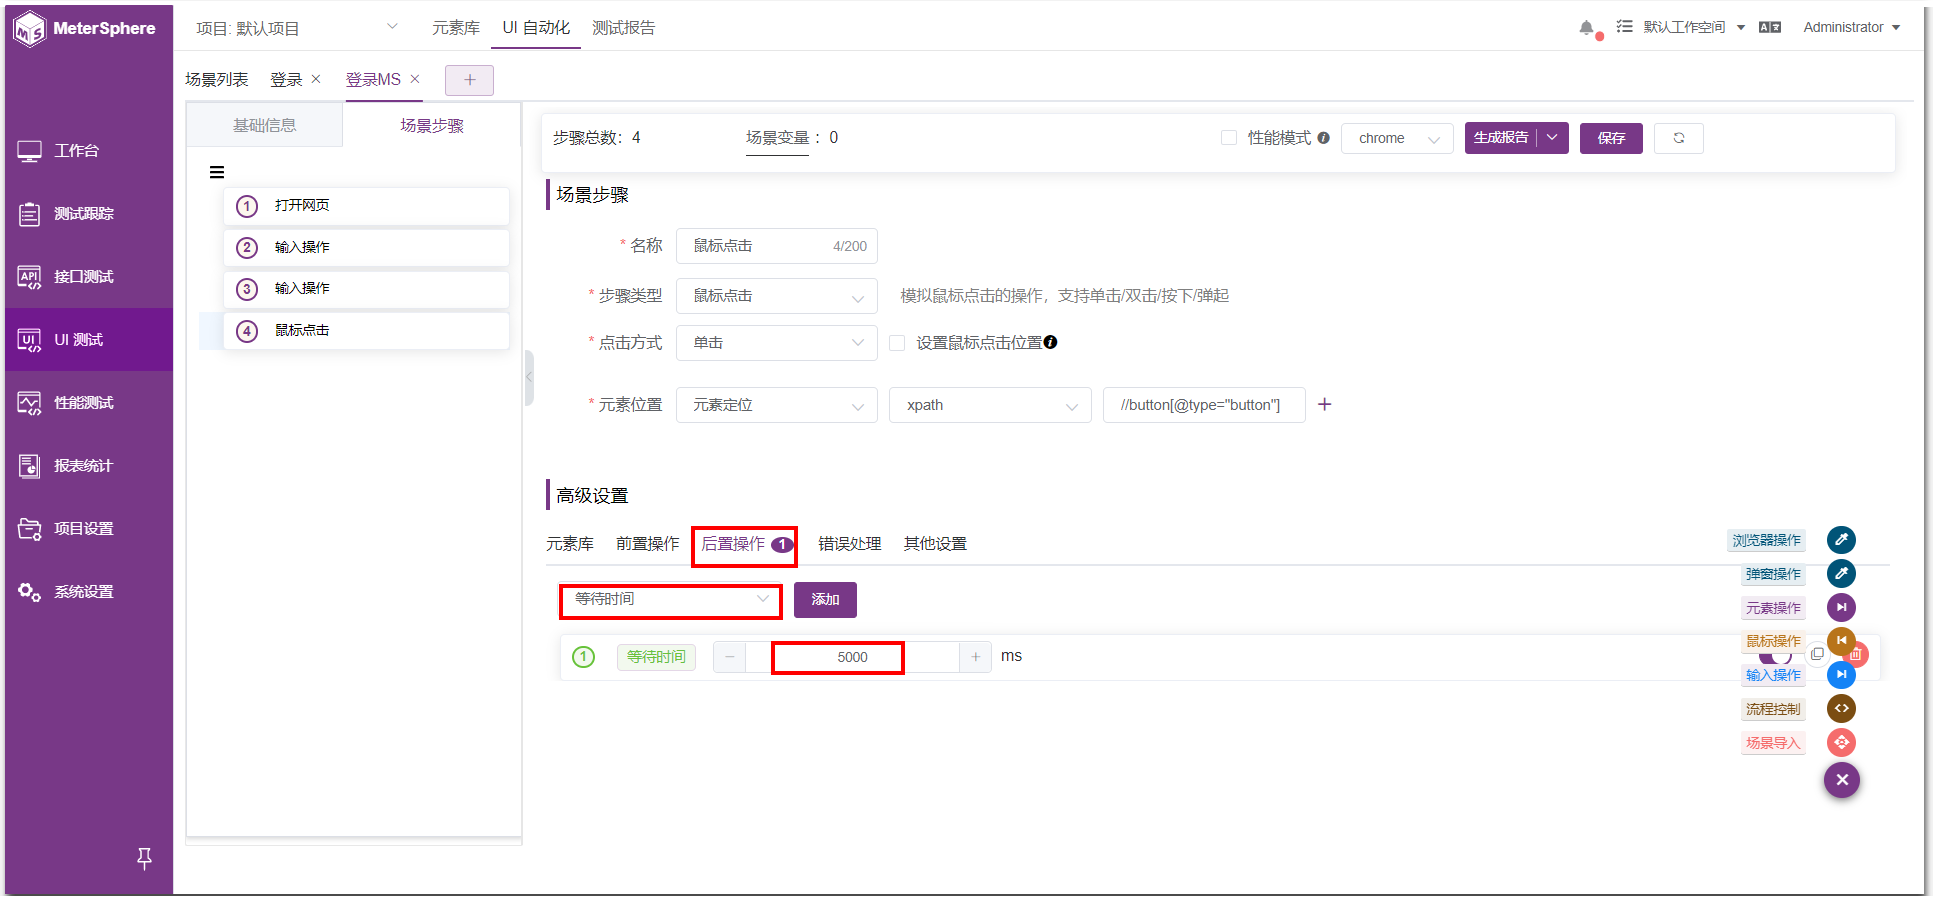 MeterSphere
项目: 默认项目
元素库
UI 自动化
测试报告
默认工作空间
Administrator
工作台
测试跟踪
接口测试
UI 测试
性能测试
报表统计
项目设置
系统设置
场景列表
登录 ×
登录MS ×
+
基础信息
场景步骤
1 打开网页
2 输入操作
3 输入操作
4 鼠标点击
步骤总数: 4
场景变量 : 0
性能模式
chrome
生成报告
保存
场景步骤
* 名称 鼠标点击 4/200
* 步骤类型 鼠标点击 模拟鼠标点击的操作，支持单击/双击/按下/弹起
* 点击方式 单击 设置鼠标点击位置
* 元素位置 元素定位 xpath //button[@type="button"] +
高级设置
元素库 前置操作 后置操作 1 错误处理 其他设置
等待时间 添加
1 等待时间 − 5000 + ms
浏览器操作
弹窗操作
元素操作
鼠标操作
输入操作
流程控制
场景导入